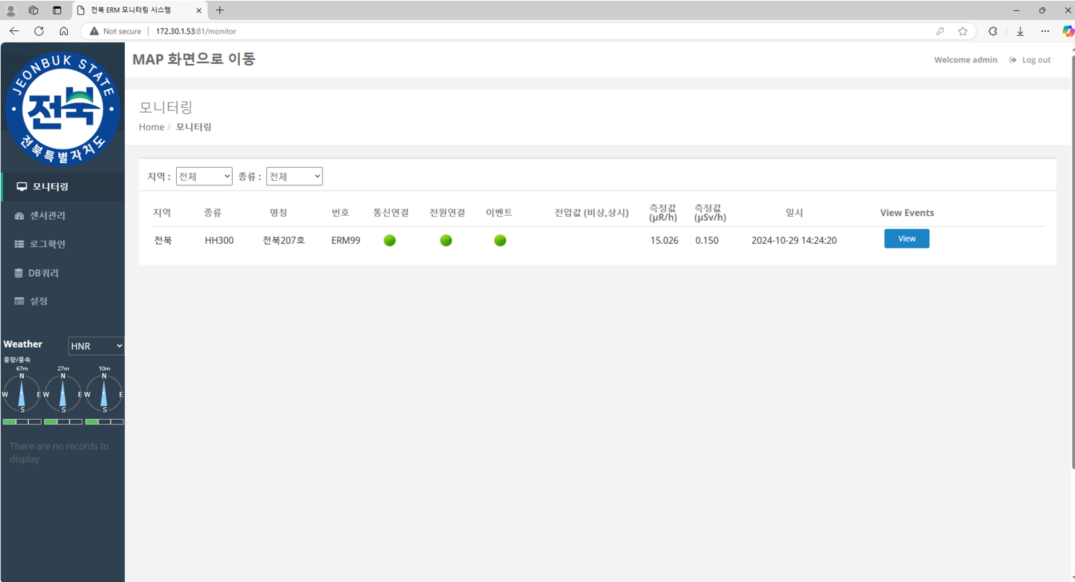 전북 ERM 모니터링 시스템
Not secure | 172.30.1.53:81/monitor
JEONBUK STATE
전북
전북특별자치도
MAP 화면으로 이동
Welcome admin
Log out
모니터링
Home / 모니터링
모니터링
센서관리
로그확인
DB쿼리
설정
지역 : 전체 종류 : 전체
지역 종류 명칭 번호 통신연결 전원연결 이벤트 전압값 (비상,상시) 측정값 (μR/h) 측정값 (μSv/h) 일시 View Events
전북 HH300 전북207호 ERM99 15.026 0.150 2024-10-29 14:24:20 View
Weather HNR
풍향/풍속
67m 27m 10m
N N N
W E W E W E
S S S
There are no records to
display